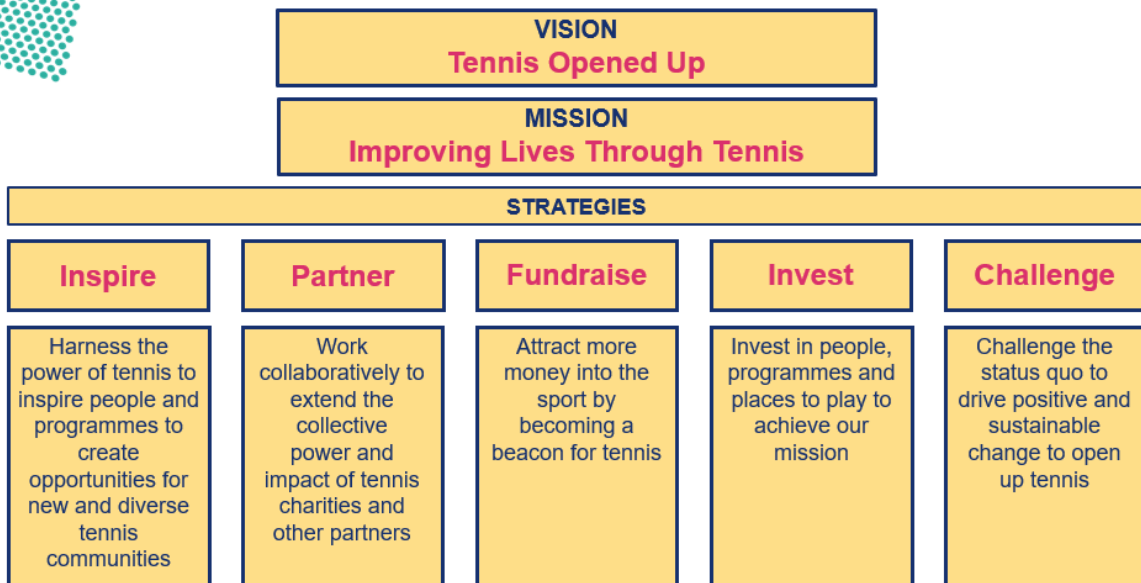 VISION
Tennis Opened Up
MISSION
Improving Lives Through Tennis
STRATEGIES
Inspire
Harness the
power of tennis to
inspire people and
programmes to
create
opportunities for
new and diverse
tennis
communities
Partner
Work
collaboratively to
extend the
collective
power and
impact of tennis
charities and
other partners
Fundraise
Attract more
money into the
sport by
becoming a
beacon for tennis
Invest
Invest in people,
programmes and
places to play to
achieve our
mission
Challenge
Challenge the
status quo to
drive positive and
sustainable
change to open
up tennis